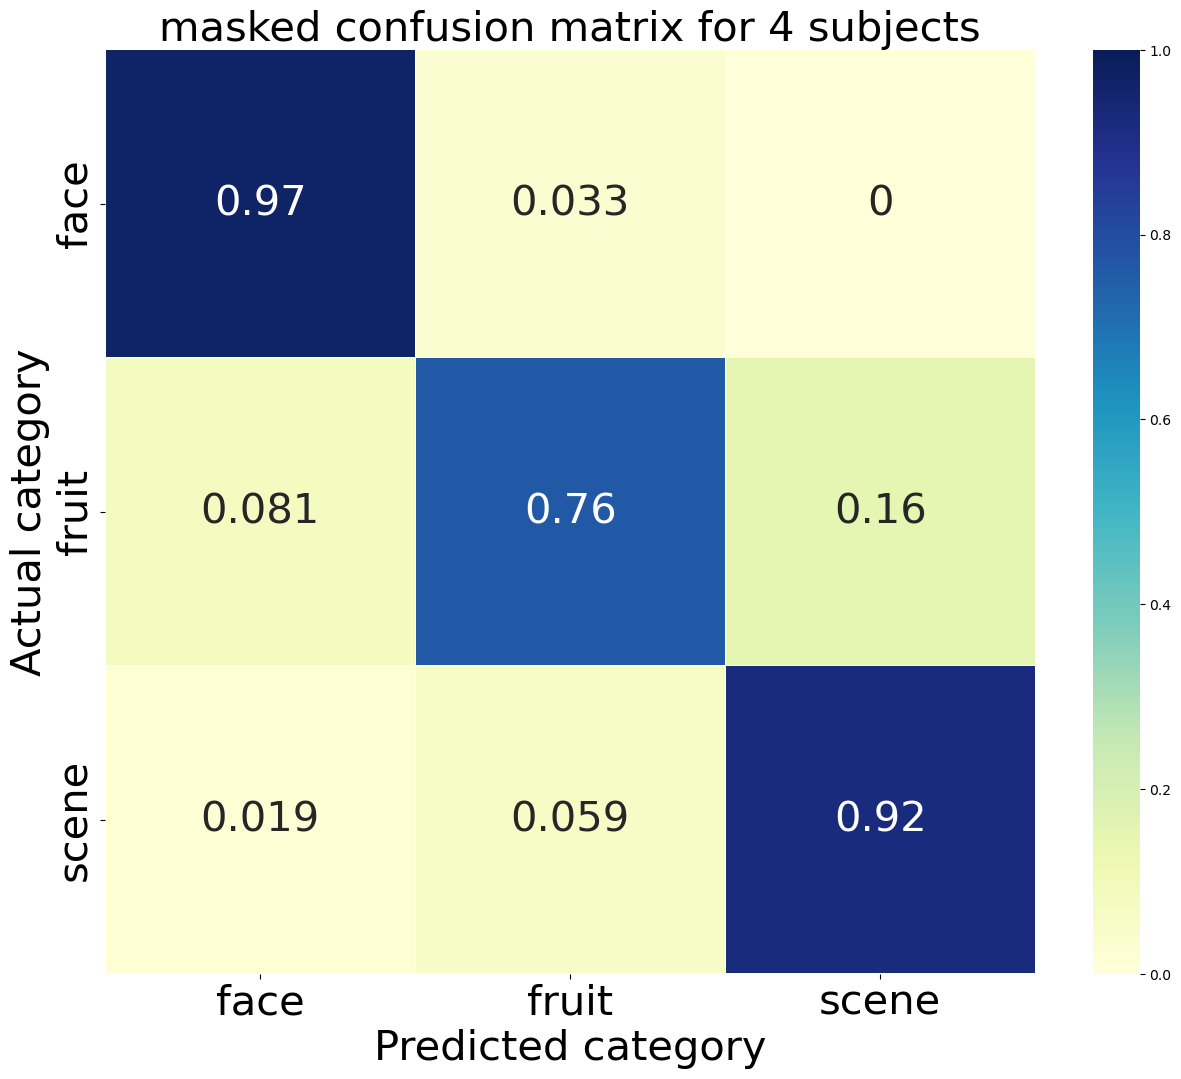 masked confusion matrix for 4 subjects
1.0
face
0.97
0.033
0
0.8
0.6
Actual category
fruit
0.081
0.76
0.16
0.4
0.2
scene
0.019
0.059
0.92
0.0
face
fruit
scene
Predicted category